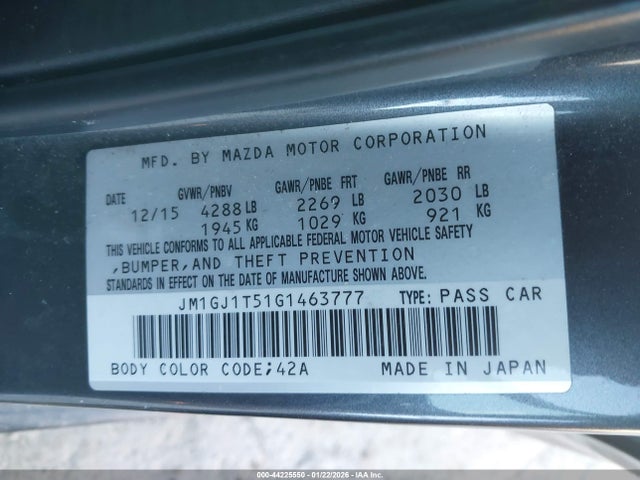 MFD. BY MAZDA MOTOR CORPORATION
DATE GVWR/PNBV GAWR/PNBE FRT GAWR/PNBE RR
12/15 4288 LB 2269 LB 2030 LB
1945 KG 1029 KG 921 KG
THIS VEHICLE CONFORMS TO ALL APPLICABLE FEDERAL MOTOR VEHICLE SAFETY
,BUMPER,AND THEFT PREVENTION
STANDARDS IN EFFECT ON THE DATE OF MANUFACTURE SHOWN ABOVE.
JM1GJ1T51G1463777 TYPE: PASS CAR
BODY COLOR CODE;42A MADE IN JAPAN
000-44225550 - 01/22/2026 - IAA Inc.